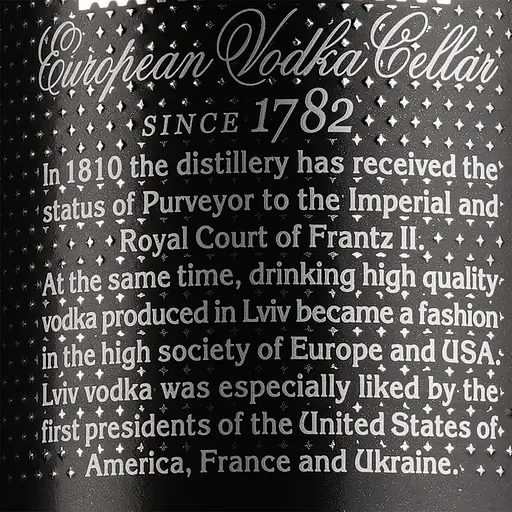 European Vodka Cellar
SINCE 1782
In 1810 the distillery has received the
status of Purveyor to the Imperial and
Royal Court of Frantz II.
At the same time, drinking high quality
vodka produced in Lviv became a fashion
in the high society of Europe and USA.
Lviv vodka was especially liked by the
first presidents of the United States of
America, France and Ukraine.